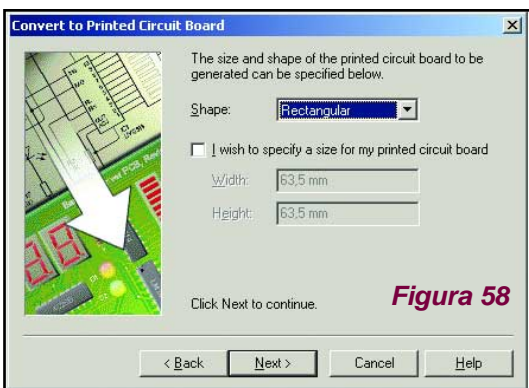 Convert to Printed Circuit Board
The size and shape of the printed circuit board to be
generated can be specified below.
Shape:
Rectangular
I wish to specify a size for my printed circuit board
Width:
63,5 mm
Height:
63,5 mm
Click Next to continue.
Figura 58
< Back
Next >
Cancel
Help